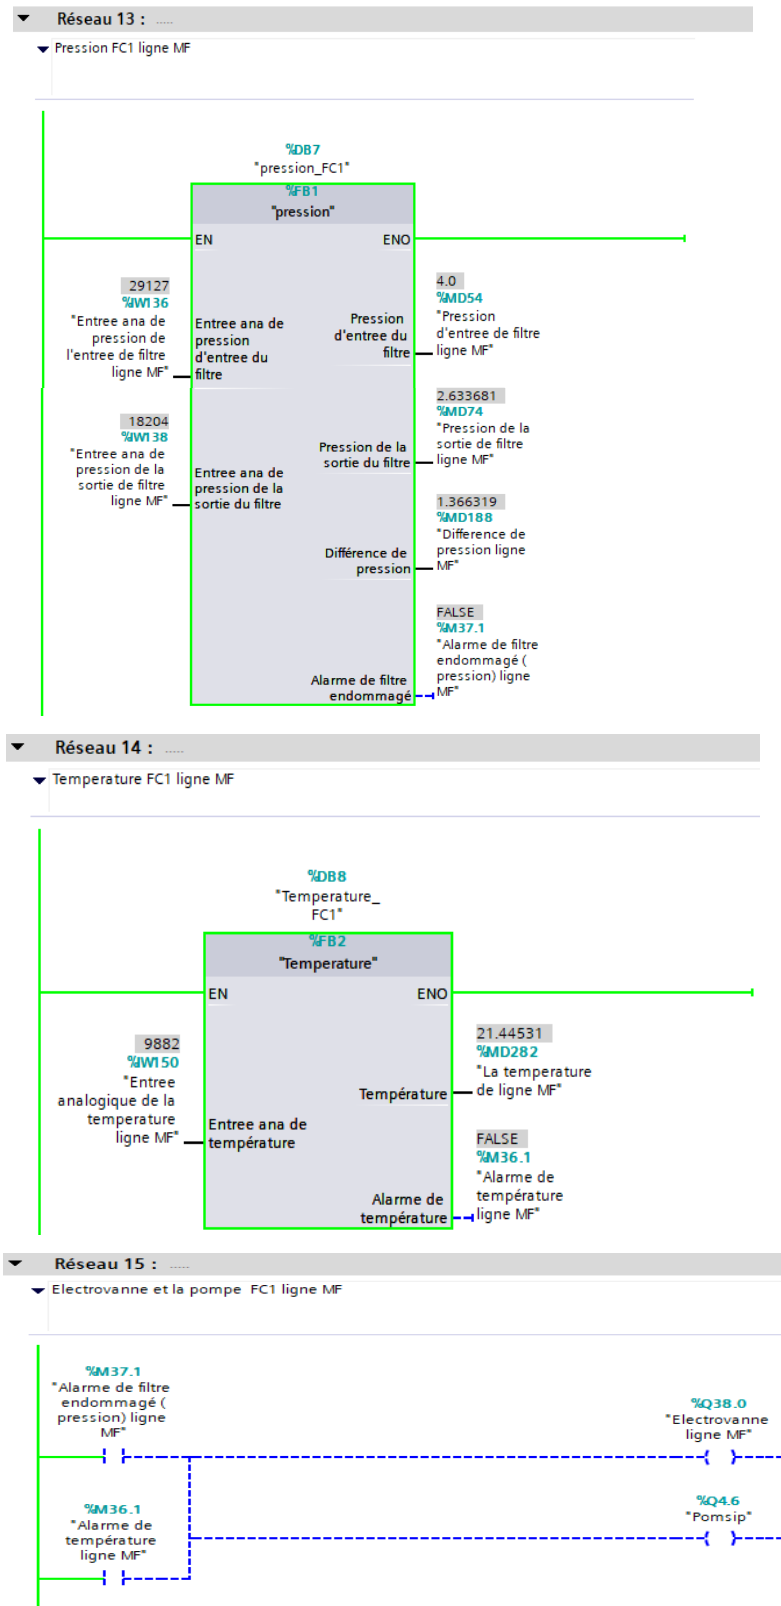 Réseau 13 : .....
Pression FC1 ligne MF
%DB7
"pression_FC1"
%FB1
"pression"
EN
ENO
29127
%IW136
"Entree ana de
pression de
l'entree de filtre
ligne MF"
Entree ana de
pression
d'entree du
filtre
Pression
d'entree du
filtre
4.0
%MD54
"Pression
d'entree de filtre
ligne MF"
18204
%IW138
"Entree ana de
pression de la
sortie de filtre
ligne MF"
Entree ana de
pression de la
sortie du filtre
Pression de la
sortie du filtre
2.633681
%MD74
"Pression de la
sortie de filtre
ligne MF"
Différence de
pression
1.366319
%MD188
"Difference de
pression ligne
MF"
Alarme de filtre
endommagé
FALSE
%M37.1
"Alarme de filtre
endommagé (
pression) ligne
MF"
Réseau 14 : .....
Temperature FC1 ligne MF
%DB8
"Temperature_
FC1"
%FB2
"Temperature"
EN
ENO
9882
%IW150
"Entree
analogique de la
temperature
ligne MF"
Entree ana de
température
Température
21.44531
%MD282
"La temperature
de ligne MF"
Alarme de
température
FALSE
%M36.1
"Alarme de
température
ligne MF"
Réseau 15 : .....
Electrovanne et la pompe FC1 ligne MF
%M37.1
"Alarme de filtre
endommagé (
pression) ligne
MF"
%Q38.0
"Electrovanne
ligne MF"
%M36.1
"Alarme de
température
ligne MF"
%Q4.6
"Pomsip"